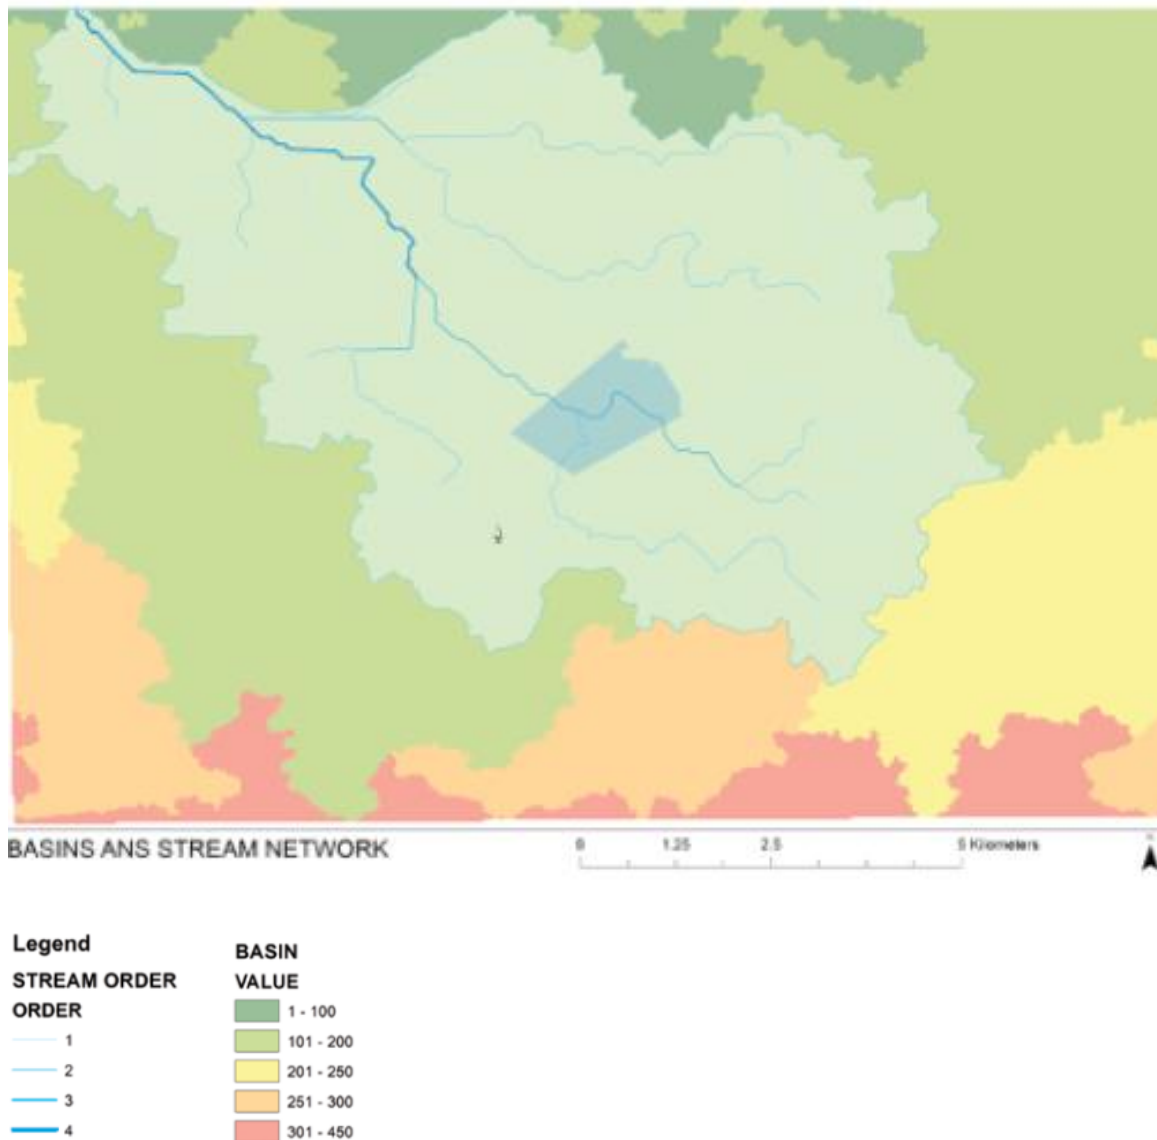 BASINS ANS STREAM NETWORK
0 1.25 2.5 5 Kilometers
Legend
STREAM ORDER
ORDER
1
2
3
4
BASIN
VALUE
1 - 100
101 - 200
201 - 250
251 - 300
301 - 450